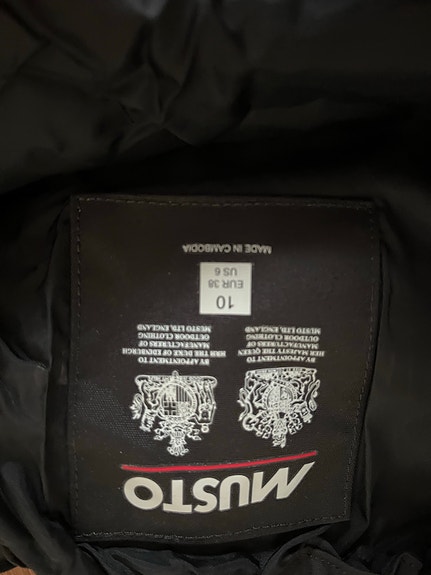 MUSTO
BY APPOINTMENT TO
HER MAJESTY THE QUEEN
MANUFACTURERS OF
OUTDOOR CLOTHING
MUSTO LTD, ENGLAND
BY APPOINTMENT TO
HRH THE DUKE OF EDINBURGH
MANUFACTURERS OF
OUTDOOR CLOTHING
MUSTO LTD, ENGLAND
10
EUR 38
US 6
MADE IN CAMBODIA